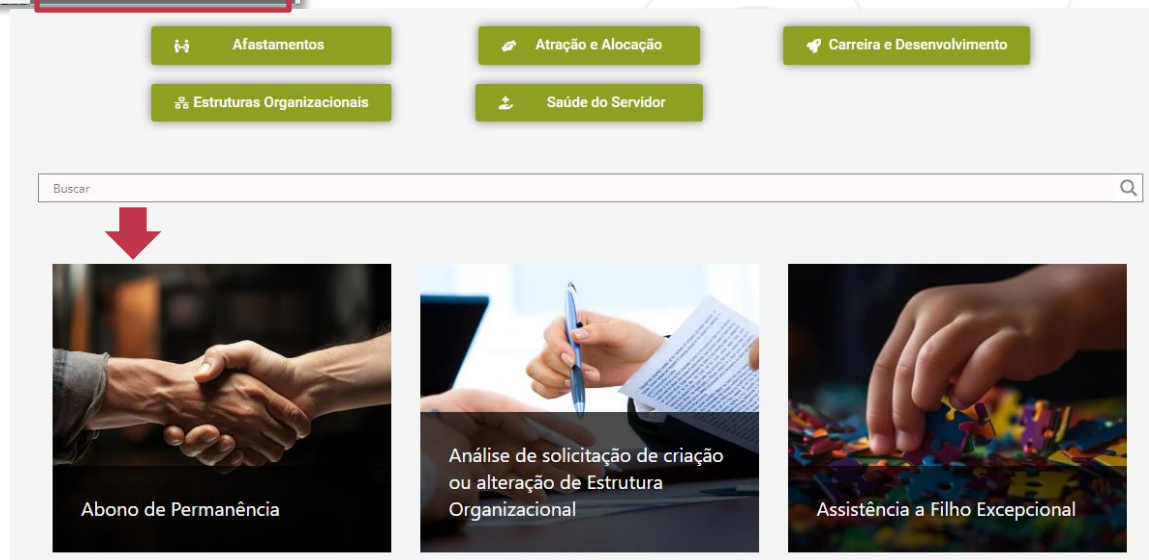 Afastamentos
Atração e Alocação
Carreira e Desenvolvimento
Estruturas Organizacionais
Saúde do Servidor
Buscar
Abono de Permanência
Análise de solicitação de criação
ou alteração de Estrutura
Organizacional
Assistência a Filho Excepcional